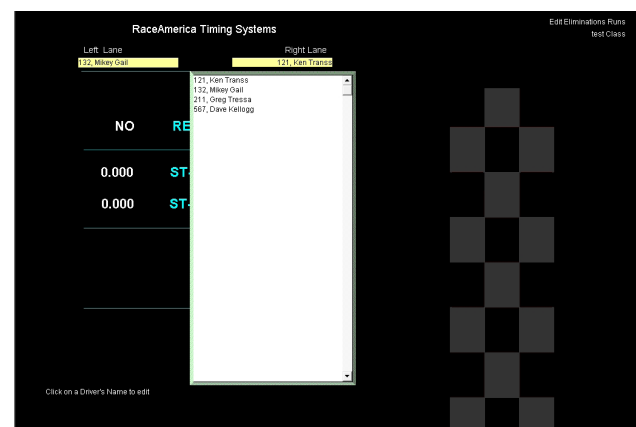 RaceAmerica Timing Systems
Edit Eliminations Runs
test Class
Left Lane
Right Lane
132, Mikey Gail
121, Ken Transs
121, Ken Transs
132, Mikey Gail
211, Greg Tressa
567, Dave Kellogg
NO RE
0.000 ST-
0.000 ST-
Click on a Driver's Name to edit